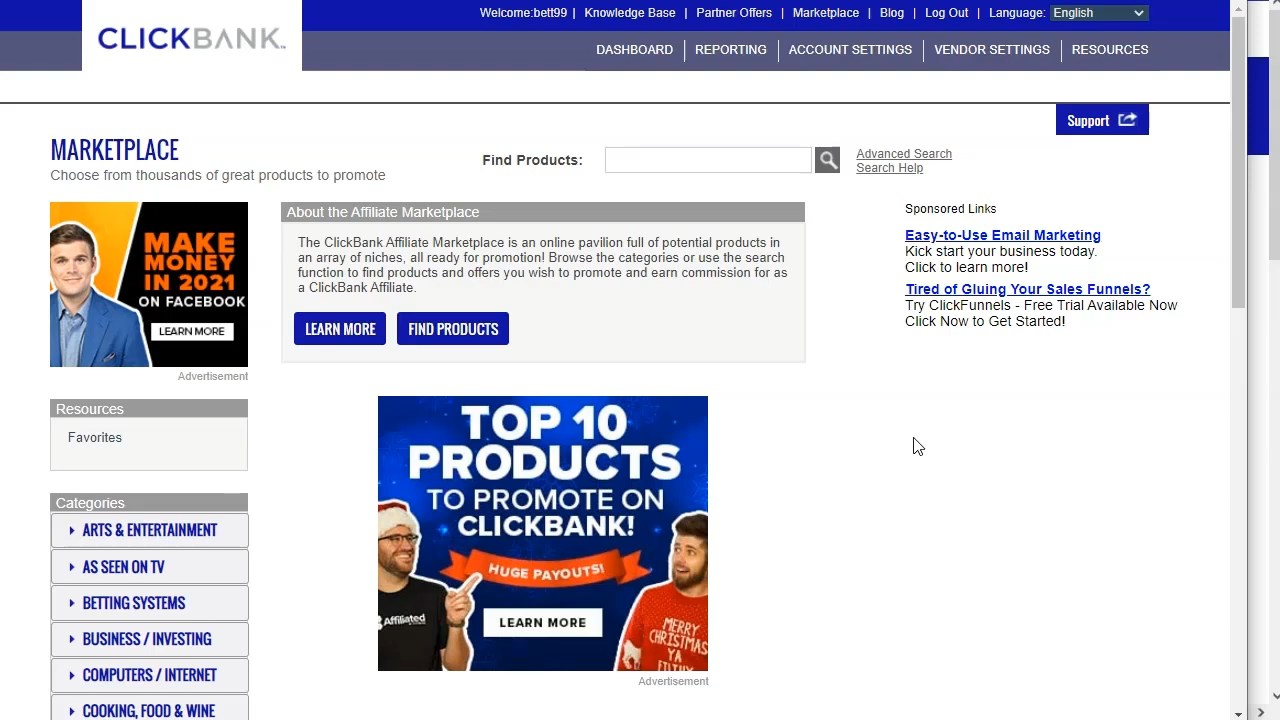 CLICKBANK
Welcome:bett99 | Knowledge Base | Partner Offers | Marketplace | Blog | Log Out | Language: English
DASHBOARD | REPORTING | ACCOUNT SETTINGS | VENDOR SETTINGS | RESOURCES
Support
MARKETPLACE
Choose from thousands of great products to promote
Find Products:
Advanced Search
Search Help
MAKE
MONEY
IN 2021
ON FACEBOOK
LEARN MORE
Advertisement
Resources
Favorites
Categories
ARTS & ENTERTAINMENT
AS SEEN ON TV
BETTING SYSTEMS
BUSINESS / INVESTING
COMPUTERS / INTERNET
COOKING, FOOD & WINE
About the Affiliate Marketplace
The ClickBank Affiliate Marketplace is an online pavilion full of potential products in
an array of niches, all ready for promotion! Browse the categories or use the search
function to find products and offers you wish to promote and earn commission for as
a ClickBank Affiliate.
LEARN MORE
FIND PRODUCTS
TOP 10
PRODUCTS
TO PROMOTE ON
CLICKBANK!
HUGE PAYOUTS!
LEARN MORE
Affiliated
MERRY
CHRISTMAS
YA
FILTHY
Advertisement
Sponsored Links
Easy-to-Use Email Marketing
Kick start your business today.
Click to learn more!
Tired of Gluing Your Sales Funnels?
Try ClickFunnels - Free Trial Available Now
Click Now to Get Started!